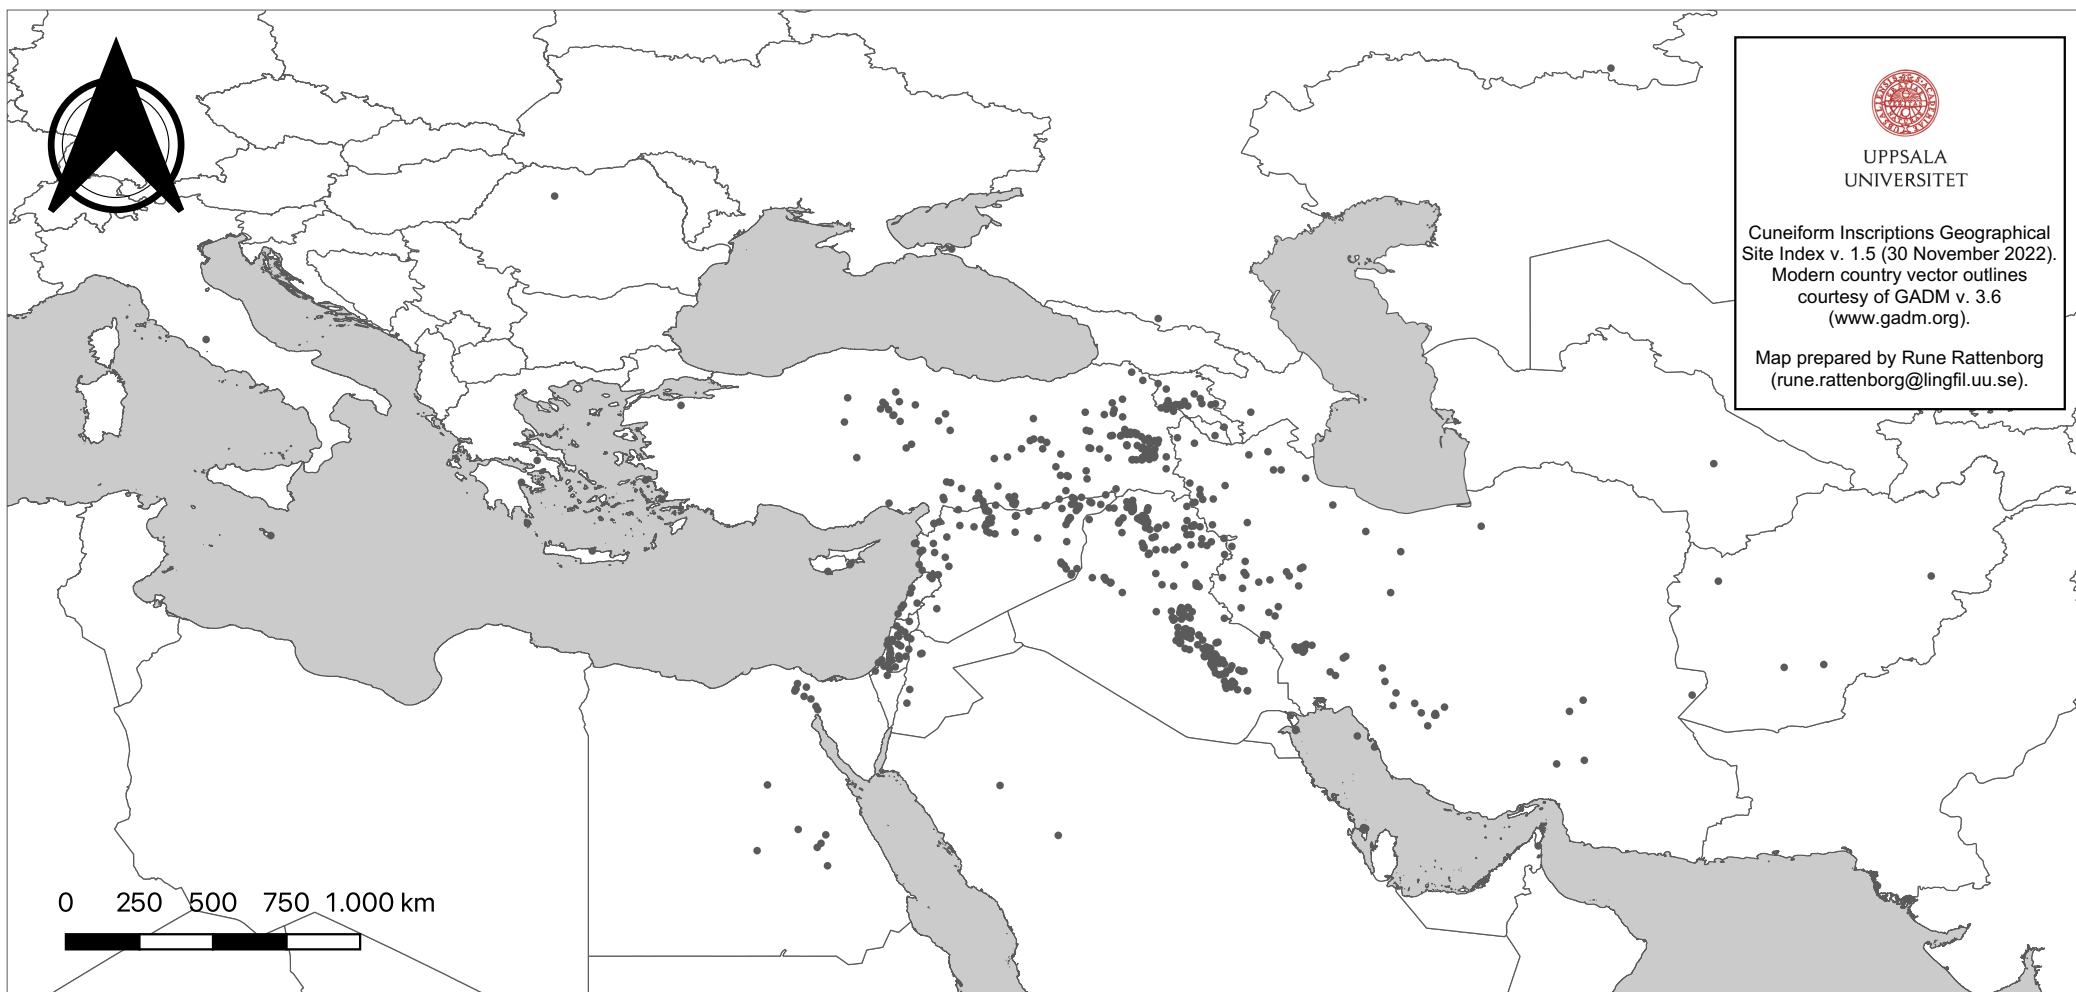 UPPSALA
UNIVERSITET
Cuneiform Inscriptions Geographical
Site Index v. 1.5 (30 November 2022).
Modern country vector outlines
courtesy of GADM v. 3.6
(www.gadm.org).
Map prepared by Rune Rattenborg
(rune.rattenborg@lingfil.uu.se).
0 250 500 750 1.000 km